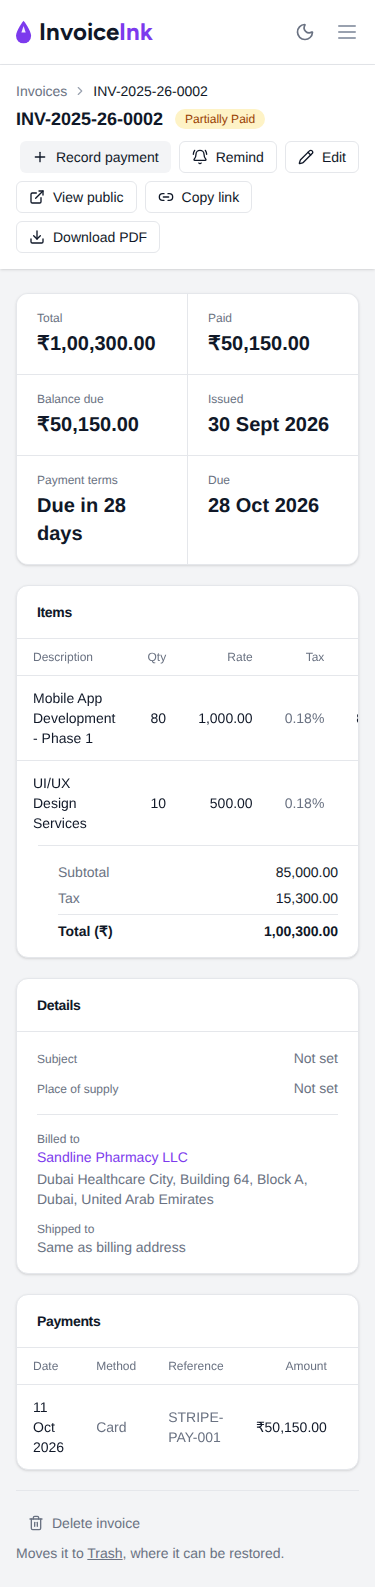 InvoiceInk
Invoices > INV-2025-26-0002
INV-2025-26-0002 Partially Paid
Record payment Remind Edit
View public Copy link
Download PDF
Total Paid
₹1,00,300.00 ₹50,150.00
Balance due Issued
₹50,150.00 30 Sept 2026
Payment terms Due
Due in 28 28 Oct 2026
days
Items
Description Qty Rate Tax
Mobile App
Development 80 1,000.00 0.18%
- Phase 1
UI/UX
Design 10 500.00 0.18%
Services
Subtotal 85,000.00
Tax 15,300.00
Total (₹) 1,00,300.00
Details
Subject Not set
Place of supply Not set
Billed to
Sandline Pharmacy LLC
Dubai Healthcare City, Building 64, Block A,
Dubai, United Arab Emirates
Shipped to
Same as billing address
Payments
Date Method Reference Amount
11
Oct Card STRIPE- ₹50,150.00
2026 PAY-001
Delete invoice
Moves it to Trash, where it can be restored.